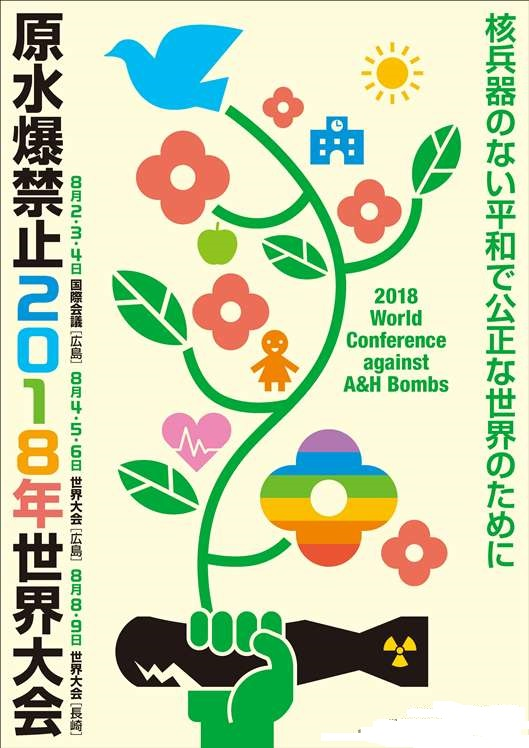 核兵器のない平和で公正な世界のために
2018
World
Conference
against
A&H Bombs
8月2・3・4日 国際会議[広島] 8月4・5・6日 世界大会[広島] 8月8・9日 世界大会[長崎]
原水爆禁止2018年世界大会